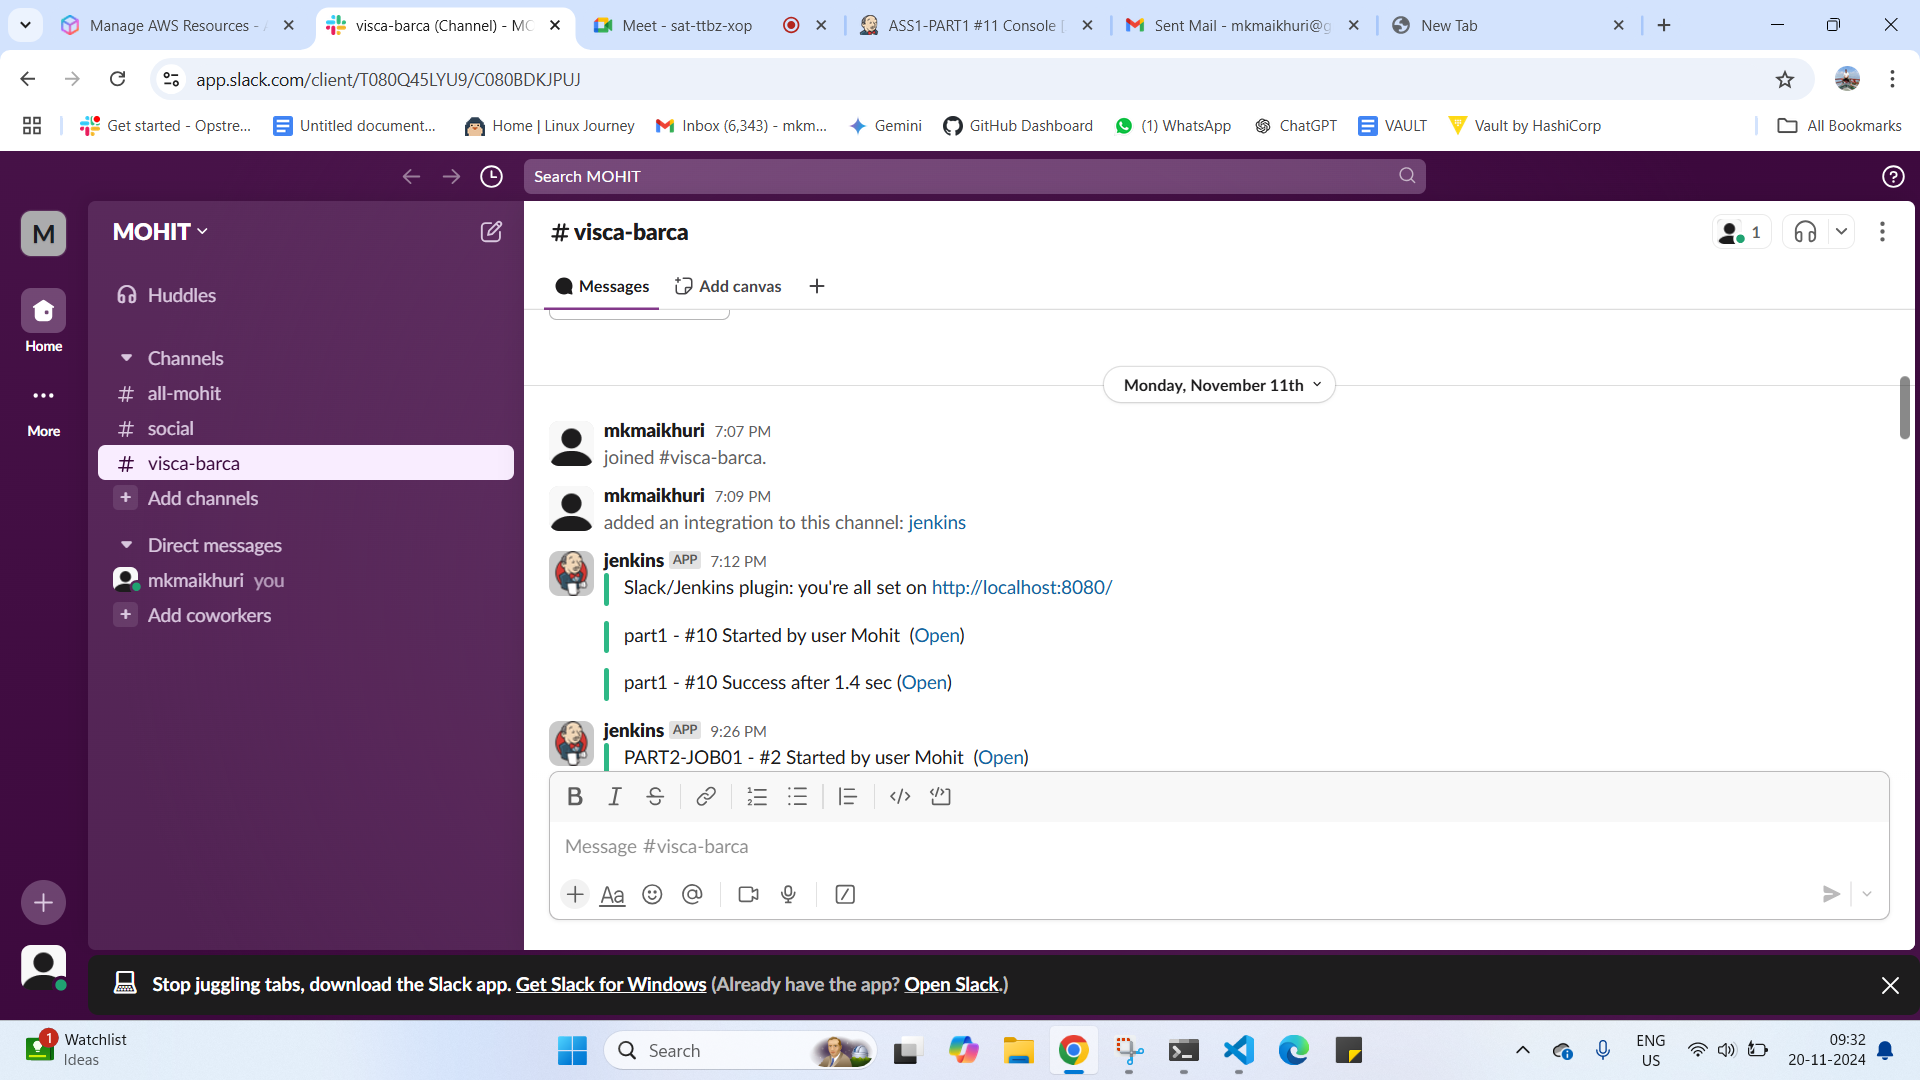 Manage AWS Resources - A
visca-barca (Channel) - MO
Meet - sat-ttbz-xop
ASS1-PART1 #11 Console [
Sent Mail - mkmaikhuri@g
New Tab
app.slack.com/client/T080Q45LYU9/C080BDKJPUJ
Get started - Opstre...
Untitled document...
Home | Linux Journey
Inbox (6,343) - mkm...
Gemini
GitHub Dashboard
(1) WhatsApp
ChatGPT
VAULT
Vault by HashiCorp
All Bookmarks
Search MOHIT
M
Home
More
MOHIT
Huddles
Channels
# all-mohit
# social
# visca-barca
+ Add channels
Direct messages
mkmaikhuri you
+ Add coworkers
# visca-barca
1
Messages
Add canvas
Monday, November 11th
mkmaikhuri 7:07 PM
joined #visca-barca.
mkmaikhuri 7:09 PM
added an integration to this channel: jenkins
jenkins APP 7:12 PM
Slack/Jenkins plugin: you're all set on http://localhost:8080/
part1 - #10 Started by user Mohit (Open)
part1 - #10 Success after 1.4 sec (Open)
jenkins APP 9:26 PM
PART2-JOB01 - #2 Started by user Mohit (Open)
B I S
Message #visca-barca
Aa
Stop juggling tabs, download the Slack app. Get Slack for Windows (Already have the app? Open Slack.)
1
Watchlist
Ideas
Search
ENG
US
09:32
20-11-2024